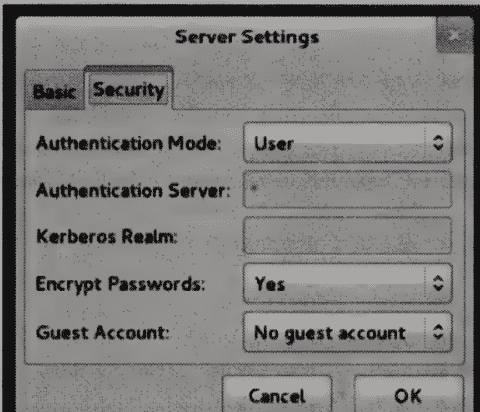 Server Settings
Basic Security
Authentication Mode: User
Authentication Server: *
Kerberos Realm:
Encrypt Passwords: Yes
Guest Account: No guest account
Cancel OK